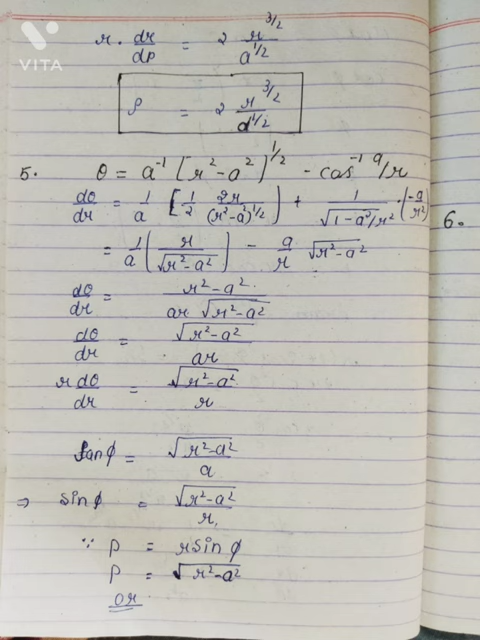 r. dr/dp = 2 r^3/2 / a^1/2
VITA
ρ = 2 r^3/2 / a^1/2
5. θ = a^-1 [r^2-a^2]^1/2 - cos^-1 a/r
dθ/dr = 1/a [1/2 2r/(r^2-a^2)^1/2] + 1/√1-a^2/r^2 ·(-a/r^2)
6.
= 1/a (r/√r^2-a^2) - a/r √r^2-a^2
dθ/dr = r^2-a^2 / ar √r^2-a^2
dθ/dr = √r^2-a^2 / ar
r dθ/dr = √r^2-a^2 / r
tanφ = √r^2-a^2 / a
⇒ sinφ = √r^2-a^2 / r
∵ p = rsinφ
p = √r^2-a^2
or